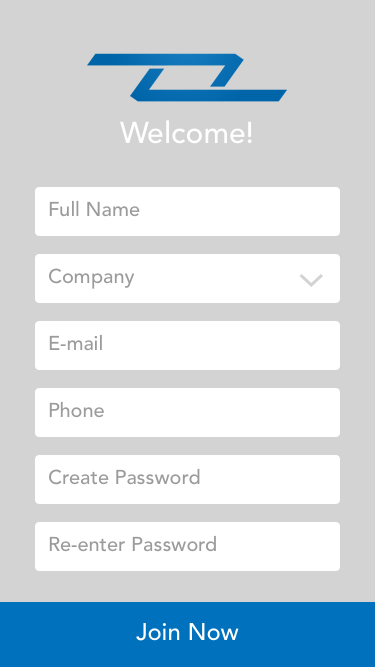 Welcome!
Full Name
Company
E-mail
Phone
Create Password
Re-enter Password
Join Now